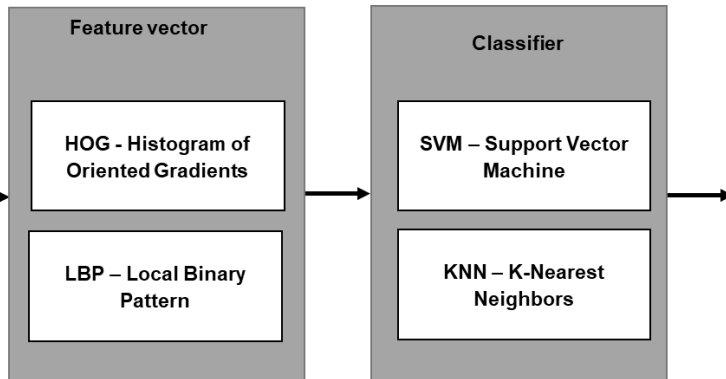 Feature vector
HOG - Histogram of
Oriented Gradients
LBP – Local Binary
Pattern
Classifier
SVM – Support Vector
Machine
KNN – K-Nearest
Neighbors